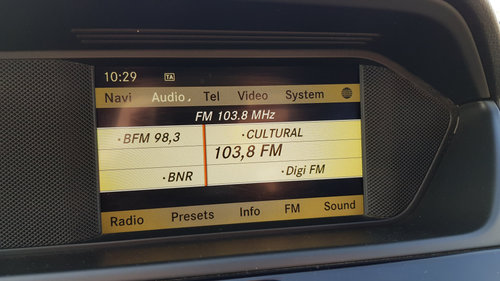 10:29 TA
Navi Audio Tel Video System
FM 103.8 MHz
BFM 98,3 CULTURAL
103,8 FM
BNR Digi FM
Radio Presets Info FM Sound